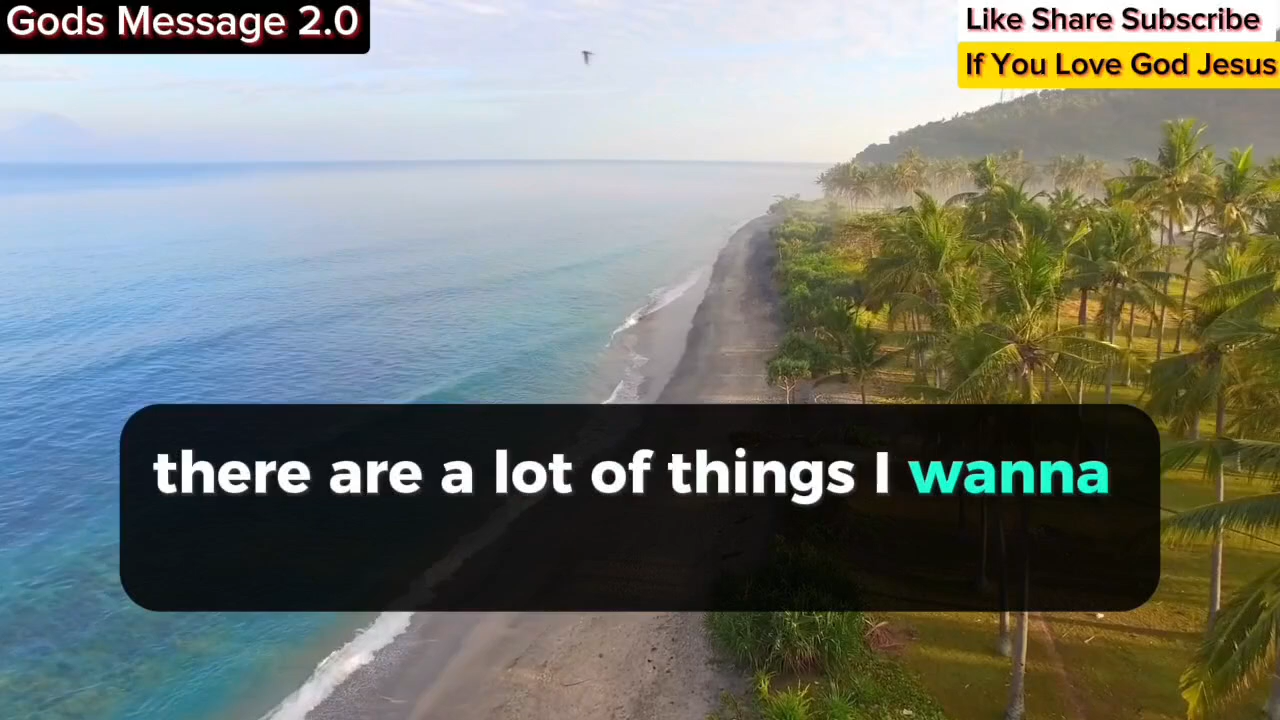 Gods Message 2.0
Like Share Subscribe
If You Love God Jesus
there are a lot of things I wanna